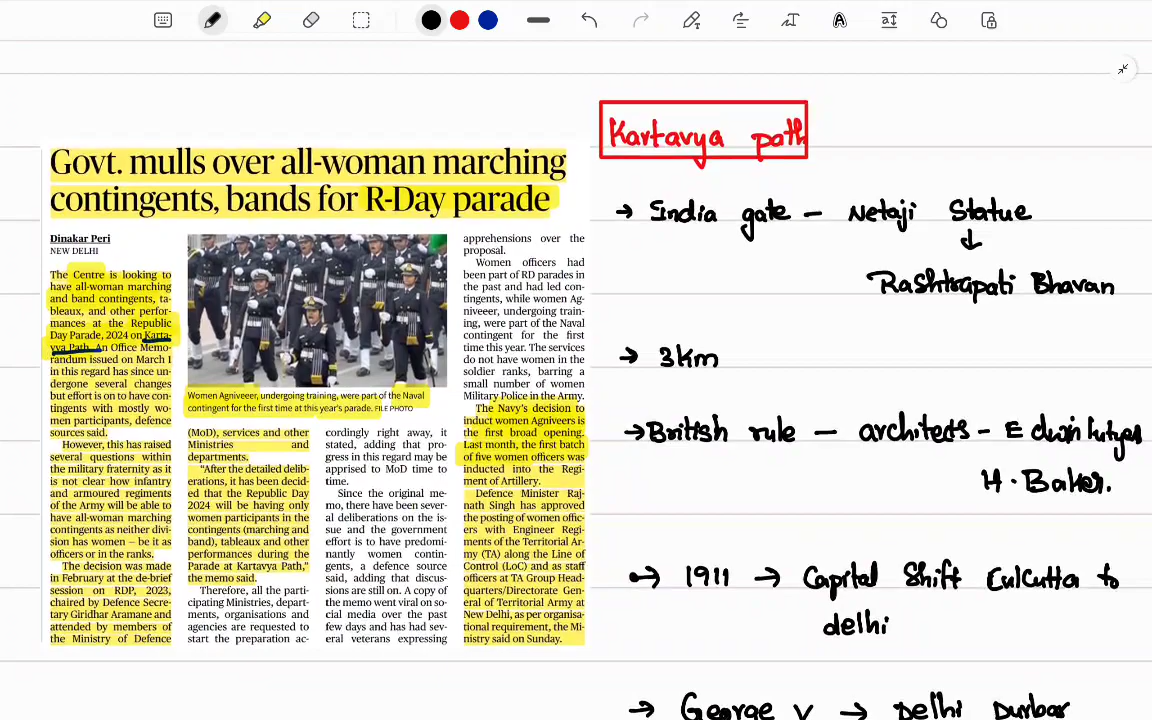 Govt. mulls over all-woman marching
contingents, bands for R-Day parade
Dinakar Peri
NEW DELHI
The Centre is looking to
have all-woman marching
and band contingents, ta-
bleaux, and other perfor-
mances at the Republic
Day Parade, 2024 on Karta-
vya Path. An Office Memo-
randum issued on March 1
in this regard has since un-
dergone several changes
but effort is on to have con-
tingents with mostly wo-
men participants, defence
sources said.
However, this has raised
several questions within
the military fraternity as it
is not clear how infantry
and armoured regiments
of the Army will be able to
have all-woman marching
contingents as neither divi-
sion has women – be it as
officers or in the ranks.
The decision was made
in February at the de-brief
session on RDP, 2023,
chaired by Defence Secre-
tary Giridhar Aramane and
attended by members of
the Ministry of Defence
Women Agniveeer, undergoing training, were part of the Naval
contingent for the first time at this year's parade. FILE PHOTO
(MoD), services and other
Ministries and
departments.
"After the detailed delib-
erations, it has been decid-
ed that the Republic Day
2024 will be having only
women participants in the
contingents (marching and
band), tableaux and other
performances during the
Parade at Kartavya Path,"
the memo said.
Therefore, all the parti-
cipating Ministries, depart-
ments, organisations and
agencies are requested to
start the preparation ac-
cordingly right away, it
stated, adding that pro-
gress in this regard may be
apprised to MoD time to
time.
Since the original me-
mo, there have been sever-
al deliberations on the is-
sue and the government
effort is to have predomi-
nantly women contin-
gents, a defence source
said, adding that discus-
sions are still on. A copy of
the memo went viral on so-
cial media over the past
few days and has had sev-
eral veterans expressing
apprehensions over the
proposal.
Women officers had
been part of RD parades in
the past and had led con-
tingents, while women Ag-
niveeer, undergoing train-
ing, were part of the Naval
contingent for the first
time this year. The services
do not have women in the
soldier ranks, barring a
small number of women
Military Police in the Army.
The Navy's decision to
induct women Agniveers is
the first broad opening.
Last month, the first batch
of five women officers was
inducted into the Regi-
ment of Artillery.
Defence Minister Raj-
nath Singh has approved
the posting of women offic-
ers with Engineer Regi-
ments of the Territorial Ar-
my (TA) along the Line of
Control (LoC) and as staff
officers at TA Group Head-
quarters/Directorate Gen-
eral of Territorial Army at
New Delhi, as per organisa-
tional requirement, the Mi-
nistry said on Sunday.
Kartavya path
→ India gate – Netaji Statue
↓
Rashtrapati Bhavan
→ 3km
→ British rule – architects – Edwin lutyes
H. Baker.
→ 1911 → Capital Shift Culcutta to
delhi
→ George V → Delhi Durbar